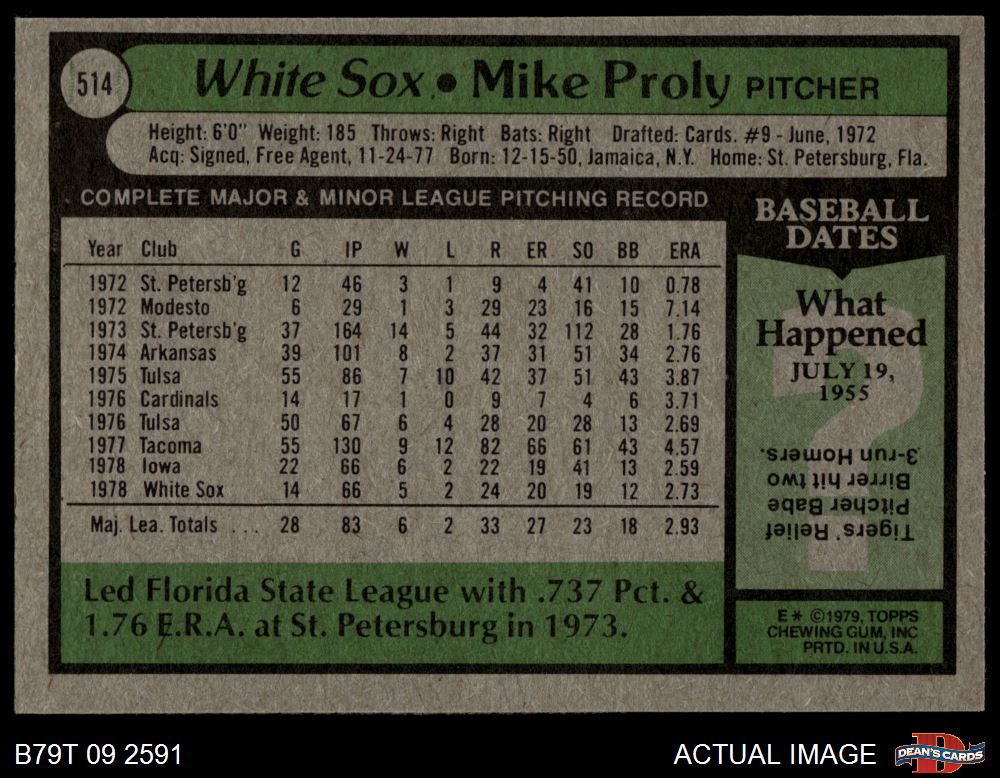 514
White Sox • Mike Proly PITCHER
Height: 6'0" Weight: 185 Throws: Right Bats: Right Drafted: Cards. #9 - June, 1972
Acq: Signed, Free Agent, 11-24-77 Born: 12-15-50, Jamaica, N.Y. Home: St. Petersburg, Fla.
COMPLETE MAJOR & MINOR LEAGUE PITCHING RECORD
Year Club G IP W L R ER SO BB ERA
1972 St. Petersb'g 12 46 3 1 9 4 41 10 0.78
1972 Modesto 6 29 1 3 29 23 16 15 7.14
1973 St. Petersb'g 37 164 14 5 44 32 112 28 1.76
1974 Arkansas 39 101 8 2 37 31 51 34 2.76
1975 Tulsa 55 86 7 10 42 37 51 43 3.87
1976 Cardinals 14 17 1 0 9 7 4 6 3.71
1976 Tulsa 50 67 6 4 28 20 28 13 2.69
1977 Tacoma 55 130 9 12 82 66 61 43 4.57
1978 Iowa 22 66 6 2 22 19 41 13 2.59
1978 White Sox 14 66 5 2 24 20 19 12 2.73
Maj. Lea. Totals ... 28 83 6 2 33 27 23 18 2.93
Led Florida State League with .737 Pct. &
1.76 E.R.A. at St. Petersburg in 1973.
BASEBALL
DATES
What
Happened
JULY 19,
1955
?
Tigers' Relief
Pitcher Babe
Birrer hit two
3-run Homers.
E* ©1979, TOPPS
CHEWING GUM, INC
PRTD. IN U.S.A.
B79T 09 2591
ACTUAL IMAGE
DEAN'S CARDS